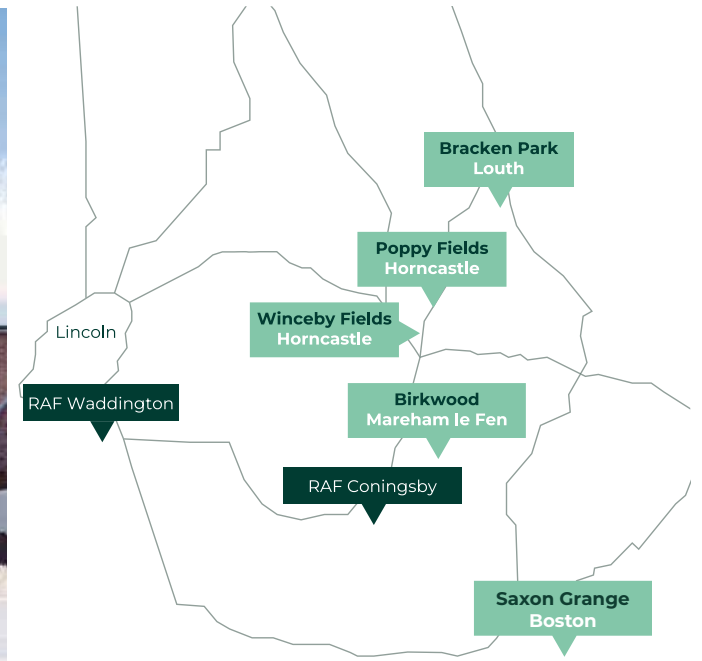 Bracken Park
Louth
Poppy Fields
Horncastle
Winceby Fields
Horncastle
Lincoln
RAF Waddington
Birkwood
Mareham le Fen
RAF Coningsby
Saxon Grange
Boston